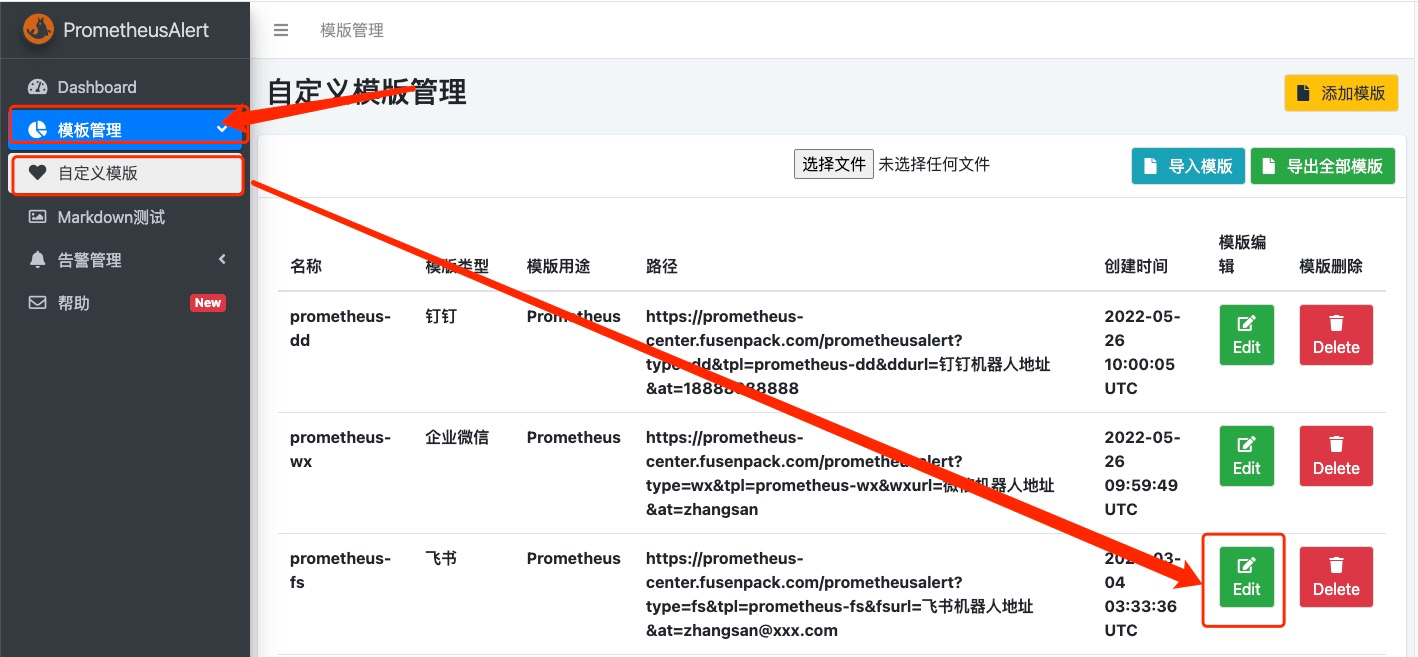 PrometheusAlert
模版管理
Dashboard
模板管理
自定义模版
Markdown测试
告警管理
帮助
New
自定义模版管理
添加模版
选择文件 未选择任何文件
导入模版
导出全部模版
名称
模版类型
模版用途
路径
创建时间
模版编
辑
模版删除
prometheus-
dd
钉钉
Prometheus
https://prometheus-
center.fusenpack.com/prometheusalert?
type=dd&tpl=prometheus-dd&ddurl=钉钉机器人地址
&at=18888888888
2022-05-
26
10:00:05
UTC
Edit
Delete
prometheus-
wx
企业微信
Prometheus
https://prometheus-
center.fusenpack.com/prometheusalert?
type=wx&tpl=prometheus-wx&wxurl=微信机器人地址
&at=zhangsan
2022-05-
26
09:59:49
UTC
Edit
Delete
prometheus-
fs
飞书
Prometheus
https://prometheus-
center.fusenpack.com/prometheusalert?
type=fs&tpl=prometheus-fs&fsurl=飞书机器人地址
&at=zhangsan@xxx.com
04
03:33:36
UTC
Edit
Delete